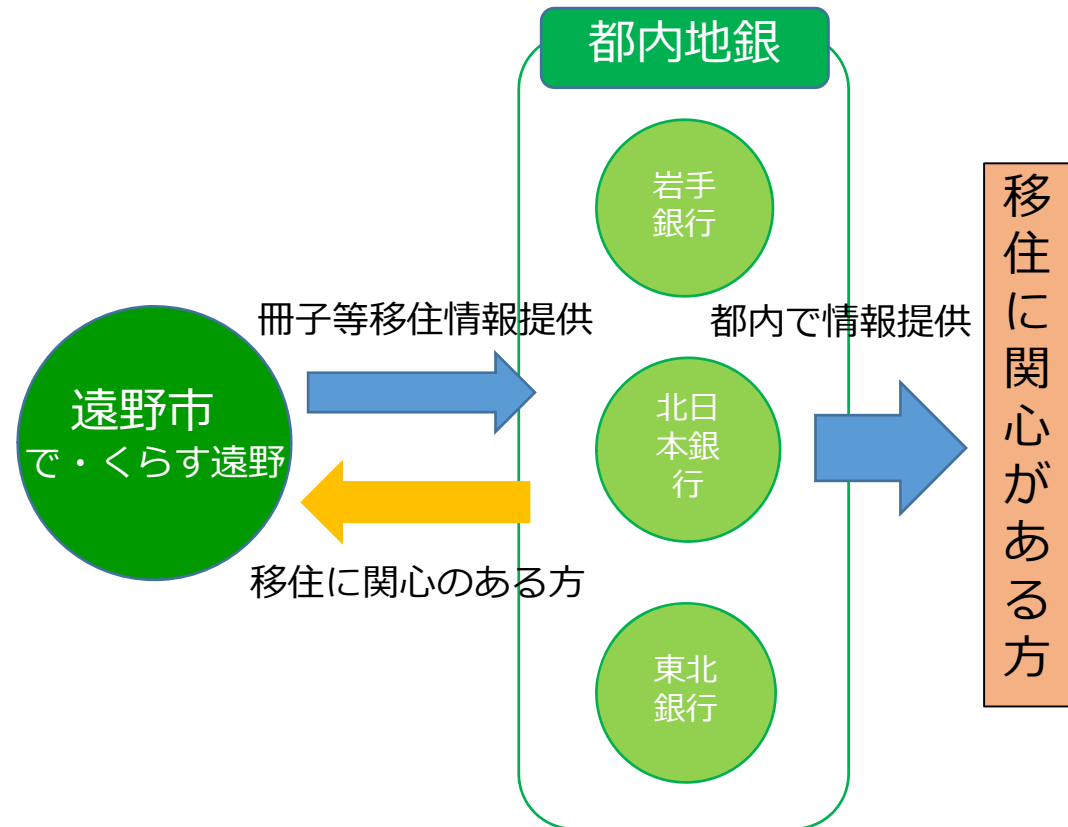 都内地銀
岩手
銀行
冊子等移住情報提供
都内で情報提供
遠野市
で・くらす遠野
北日
本銀
行
移住に関心のある方
東北
銀行
移住に関心がある方